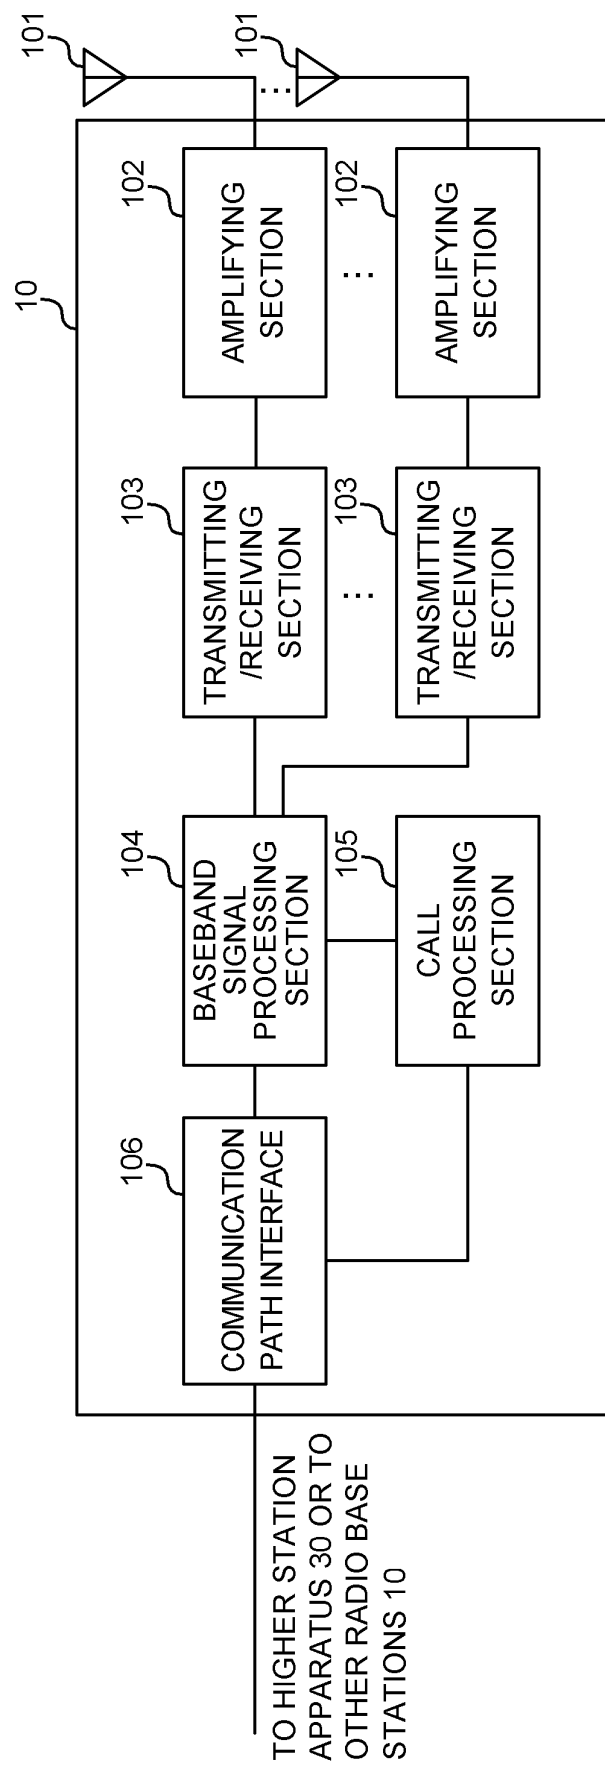 10
101
101
106
COMMUNICATION
PATH INTERFACE
104
BASEBAND
SIGNAL
PROCESSING
SECTION
103
TRANSMITTING
/RECEIVING
SECTION
102
AMPLIFYING
SECTION
...
...
...
105
CALL
PROCESSING
SECTION
103
TRANSMITTING
/RECEIVING
SECTION
102
AMPLIFYING
SECTION
TO HIGHER STATION
APPARATUS 30 OR TO
OTHER RADIO BASE
STATIONS 10